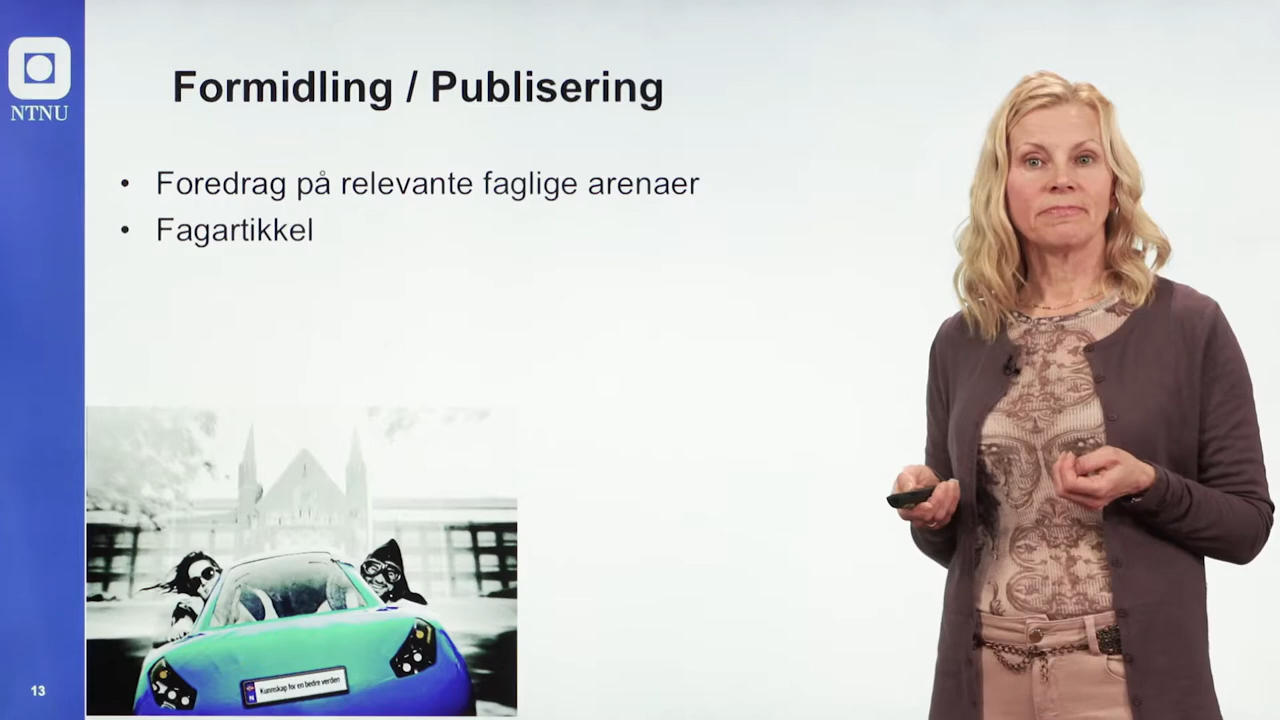 NTNU
Formidling / Publisering
• Foredrag på relevante faglige arenaer
• Fagartikkel
Kunnskap for en bedre verden
13